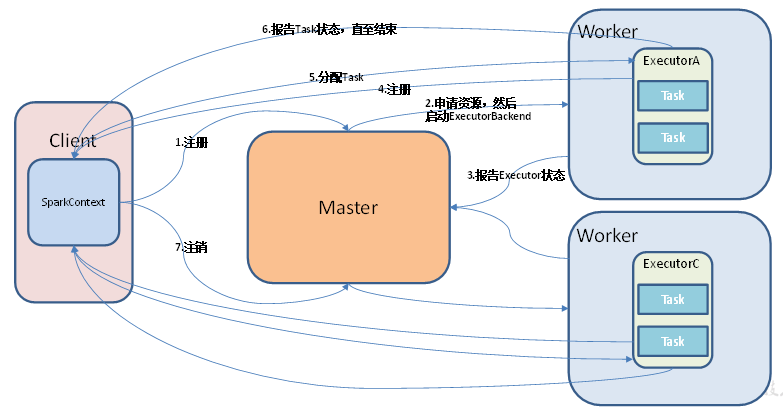 6.报告Task状态，直至结束
Worker
ExecutorA
5.分配Task
4.注册
Task
2.申请资源，然后
启动ExecutorBackend
Task
Client
1.注册
3.报告Executor状态
SparkContext
Master
Worker
7.注销
ExecutorC
Task
Task